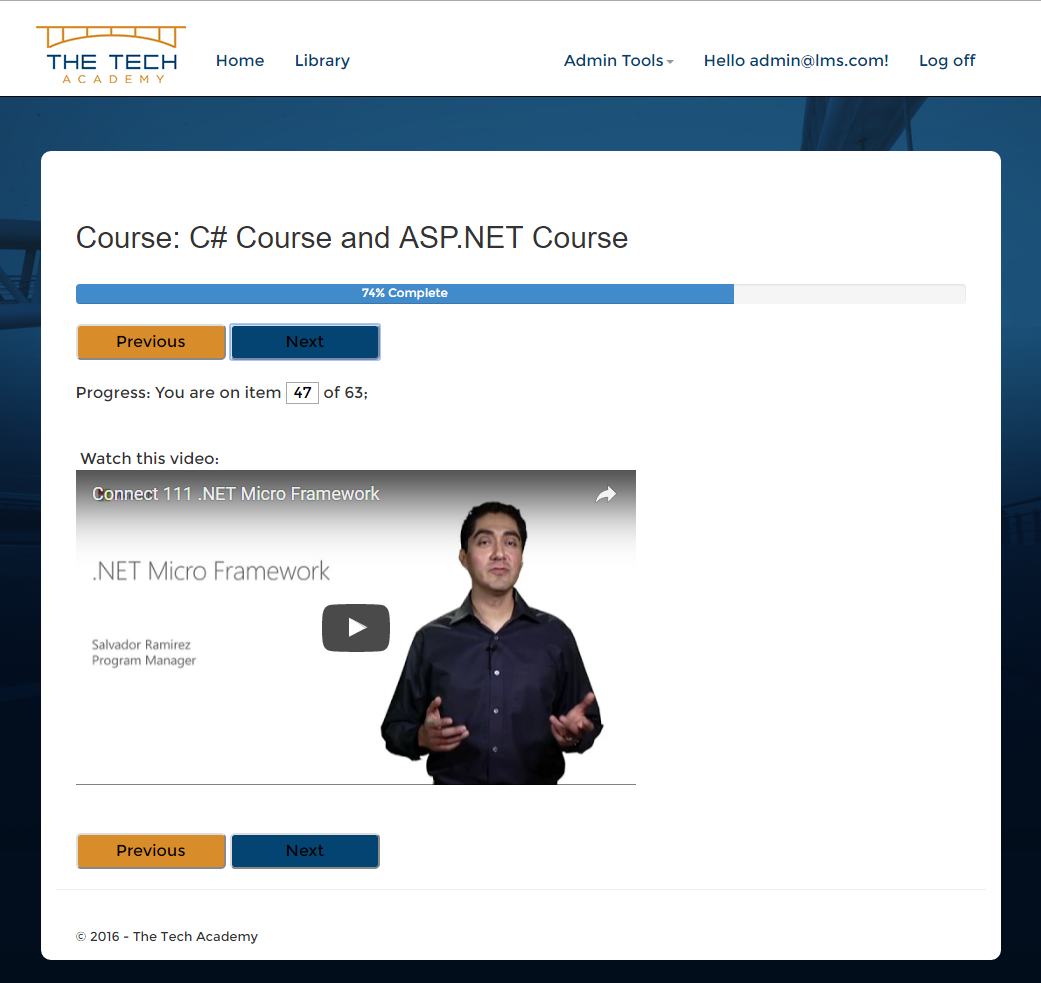 THE TECH
ACADEMY
Home Library Admin Tools Hello admin@lms.com! Log off
Course: C# Course and ASP.NET Course
74% Complete
Previous Next
Progress: You are on item 47 of 63;
Watch this video:
Connect 111 .NET Micro Framework
.NET Micro Framework
Salvador Ramirez
Program Manager
Previous Next
© 2016 - The Tech Academy